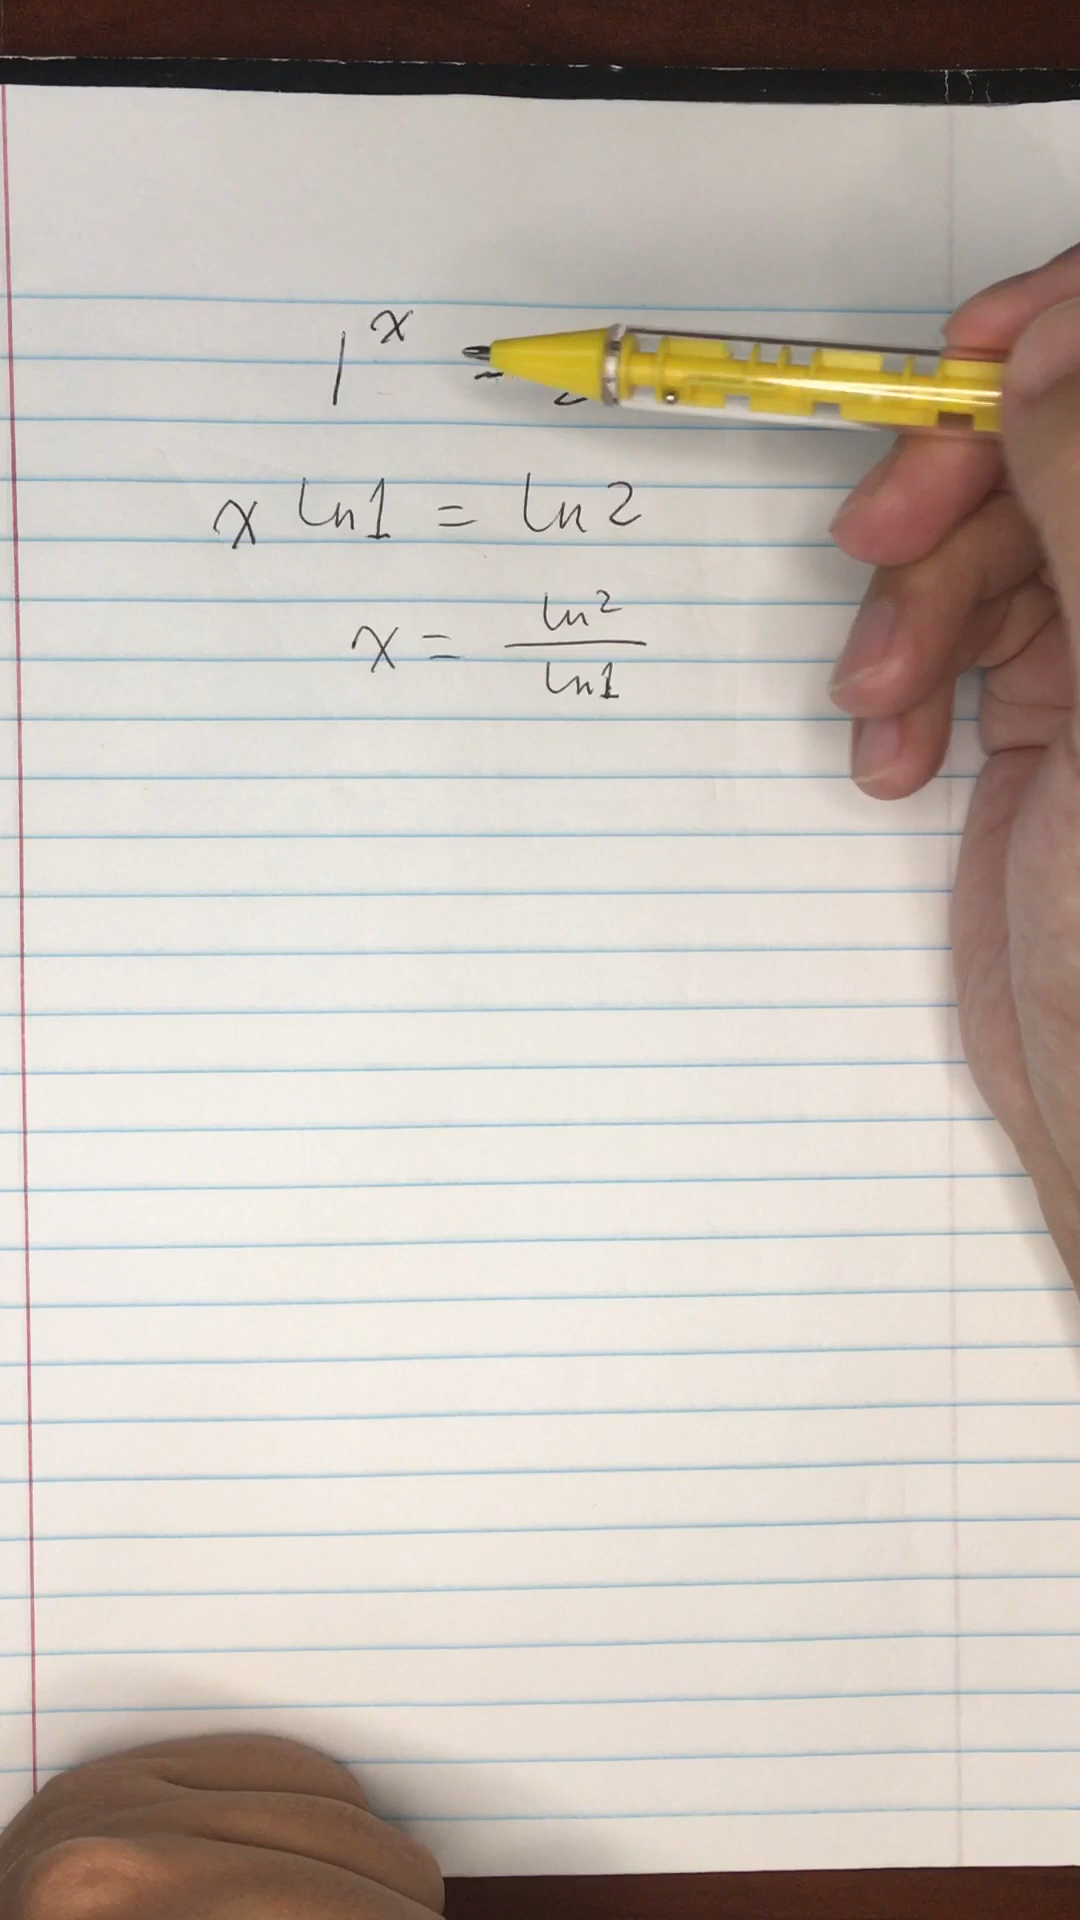 1^x =
x ln1 = ln2
x = ln2/ln1